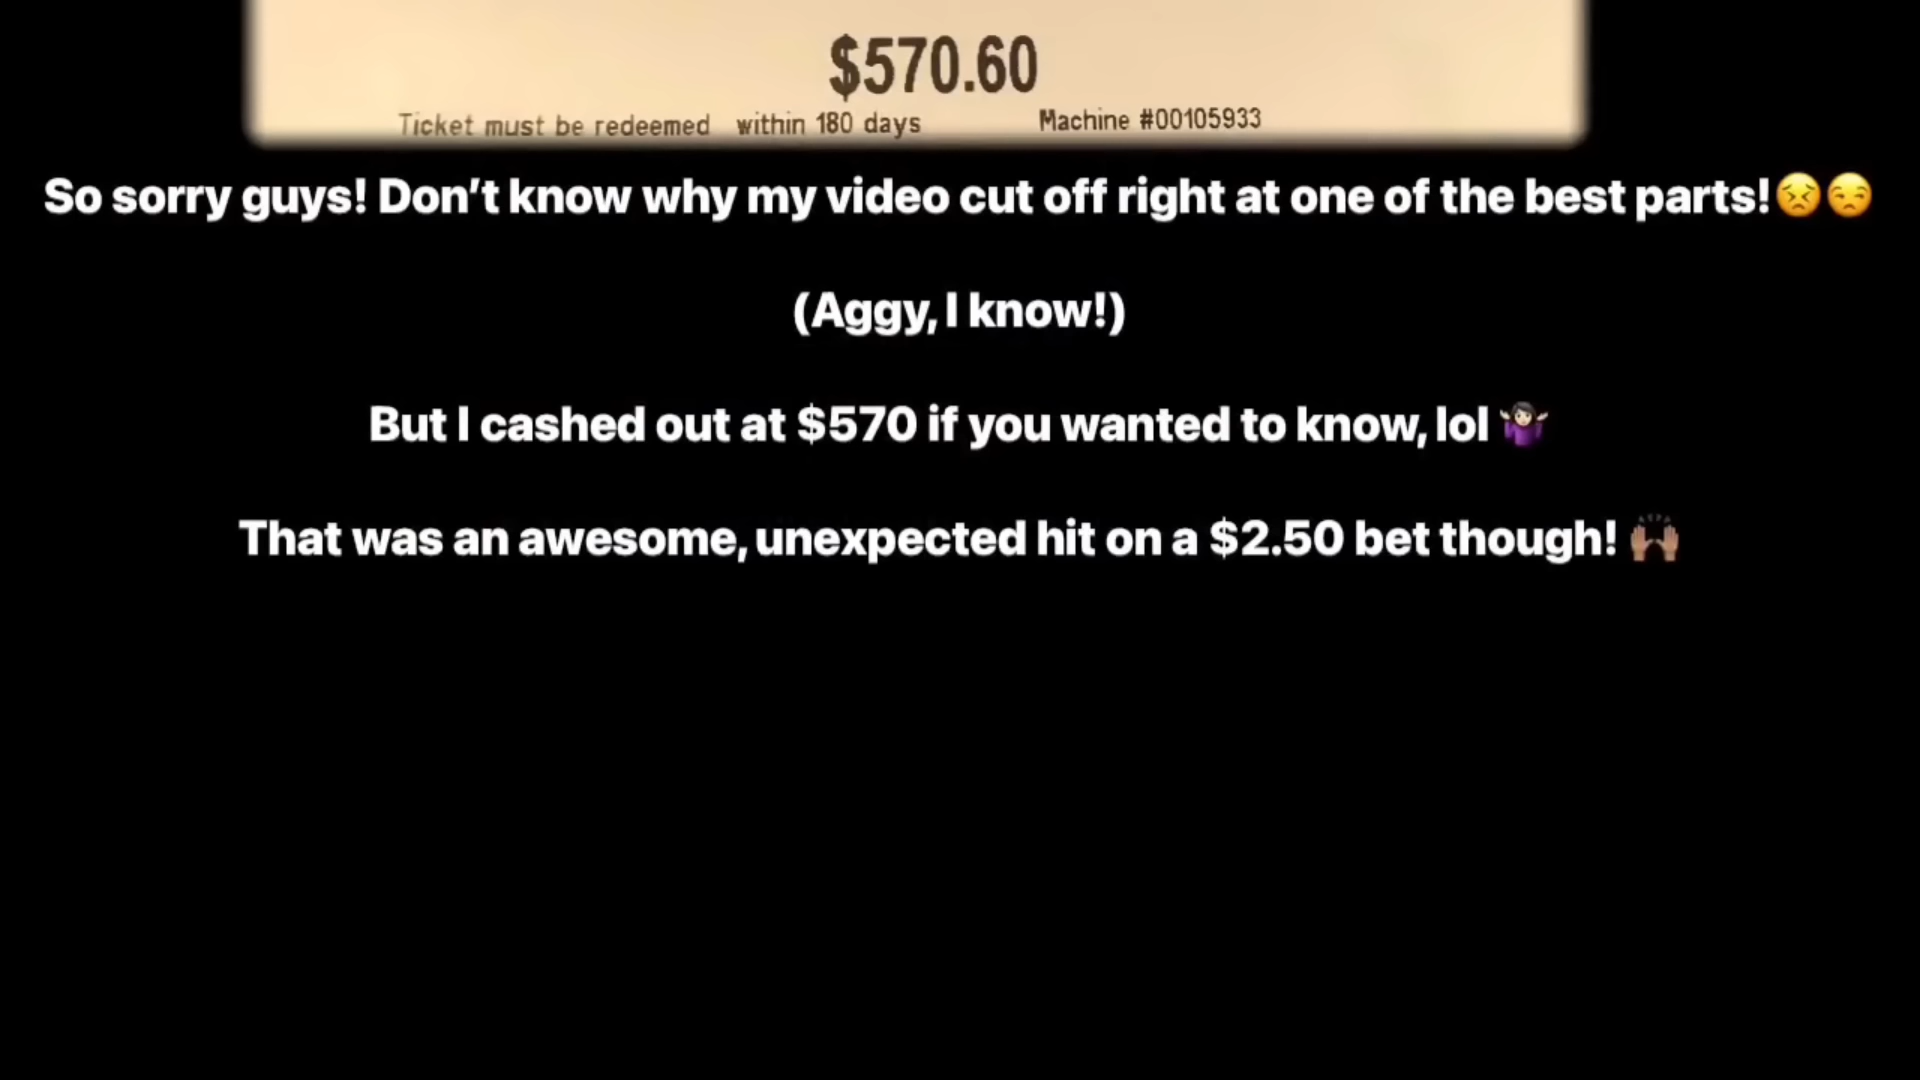 $570.60
Ticket must be redeemed within 180 days Machine #00105933
So sorry guys! Don’t know why my video cut off right at one of the best parts!😣😒
(Aggy, I know!)
But I cashed out at $570 if you wanted to know, lol 🤷🏻‍♀️
That was an awesome, unexpected hit on a $2.50 bet though! 🙌🏽